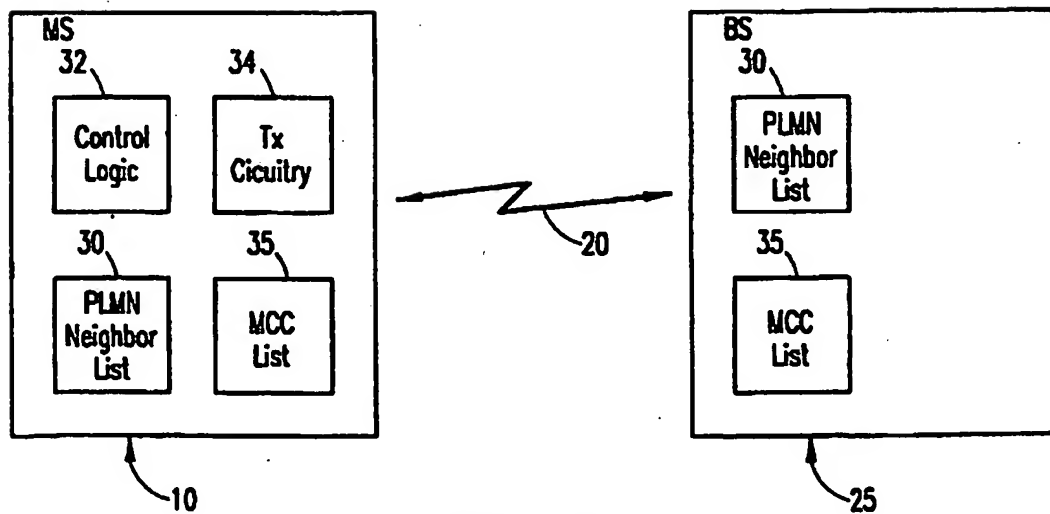 MS
32
34
Control
Logic
Tx
Cicuitry
30
35
PLMN
Neighbor
List
MCC
List
10
20
BS
30
PLMN
Neighbor
List
35
MCC
List
25